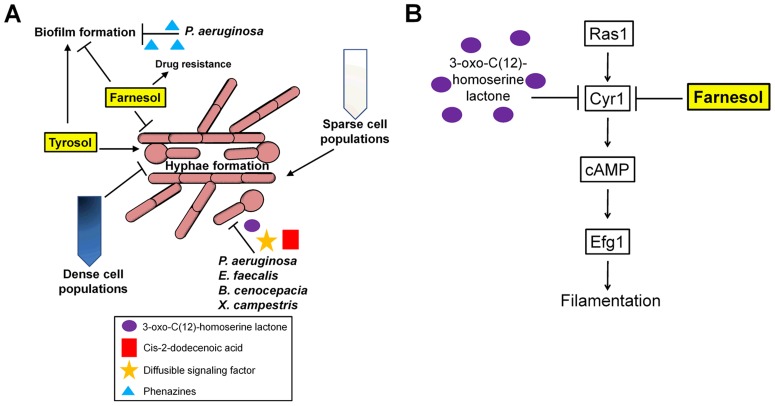 A
Biofilm formation
P. aeruginosa
Drug resistance
Farnesol
Tyrosol
Sparse cell
populations
Hyphae formation
Dense cell
populations
P. aeruginosa
E. faecalis
B. cenocepacia
X. campestris
3-oxo-C(12)-homoserine lactone
Cis-2-dodecenoic acid
Diffusible signaling factor
Phenazines
B
Ras1
3-oxo-C(12)-
homoserine
lactone
Cyr1
Farnesol
cAMP
Efg1
Filamentation